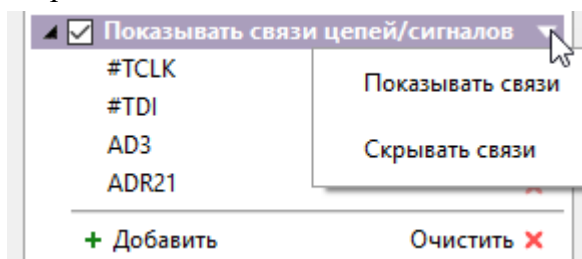 Показывать связи цепей/сигналов
#TCLK
Показывать связи
#TDI
AD3
Скрывать связи
ADR21
+ Добавить Очистить